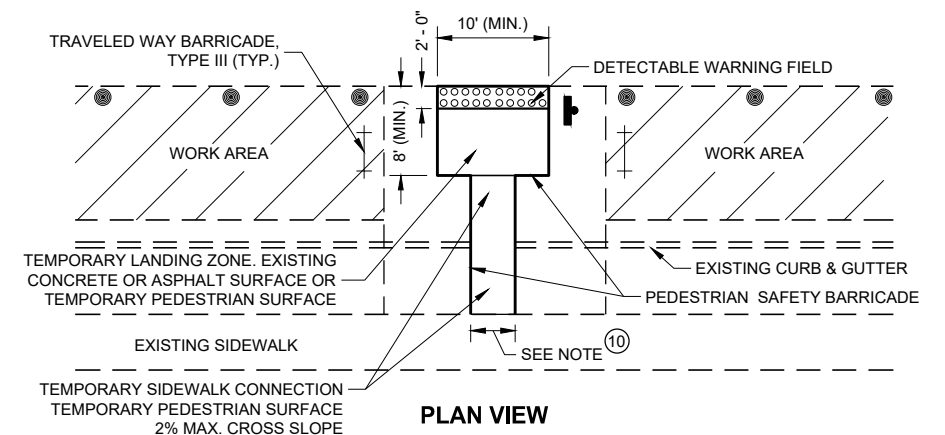 10' (MIN.)
2' - 0"
TRAVELED WAY BARRICADE,
TYPE III (TYP.)
DETECTABLE WARNING FIELD
8' (MIN.)
WORK AREA
WORK AREA
TEMPORARY LANDING ZONE. EXISTING
CONCRETE OR ASPHALT SURFACE OR
TEMPORARY PEDESTRIAN SURFACE
EXISTING CURB & GUTTER
PEDESTRIAN SAFETY BARRICADE
EXISTING SIDEWALK
SEE NOTE 10
TEMPORARY SIDEWALK CONNECTION
TEMPORARY PEDESTRIAN SURFACE
2% MAX. CROSS SLOPE
PLAN VIEW